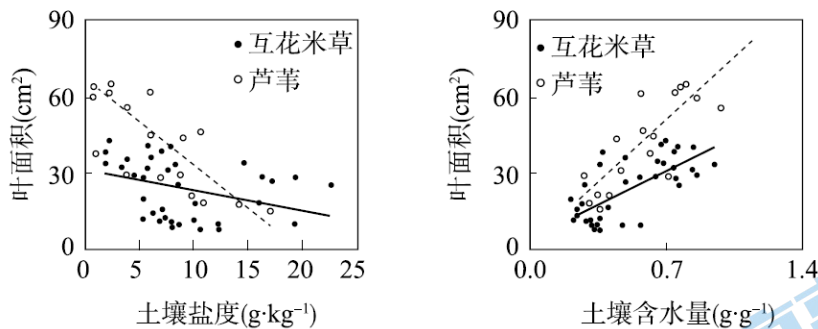 90
60
30
0
叶面积(cm²)
互花米草
芦苇
0 5 10 15 20 25
土壤盐度(g·kg⁻¹)
90
60
30
0
叶面积(cm²)
互花米草
芦苇
0.0 0.7 1.4
土壤含水量(g·g⁻¹)